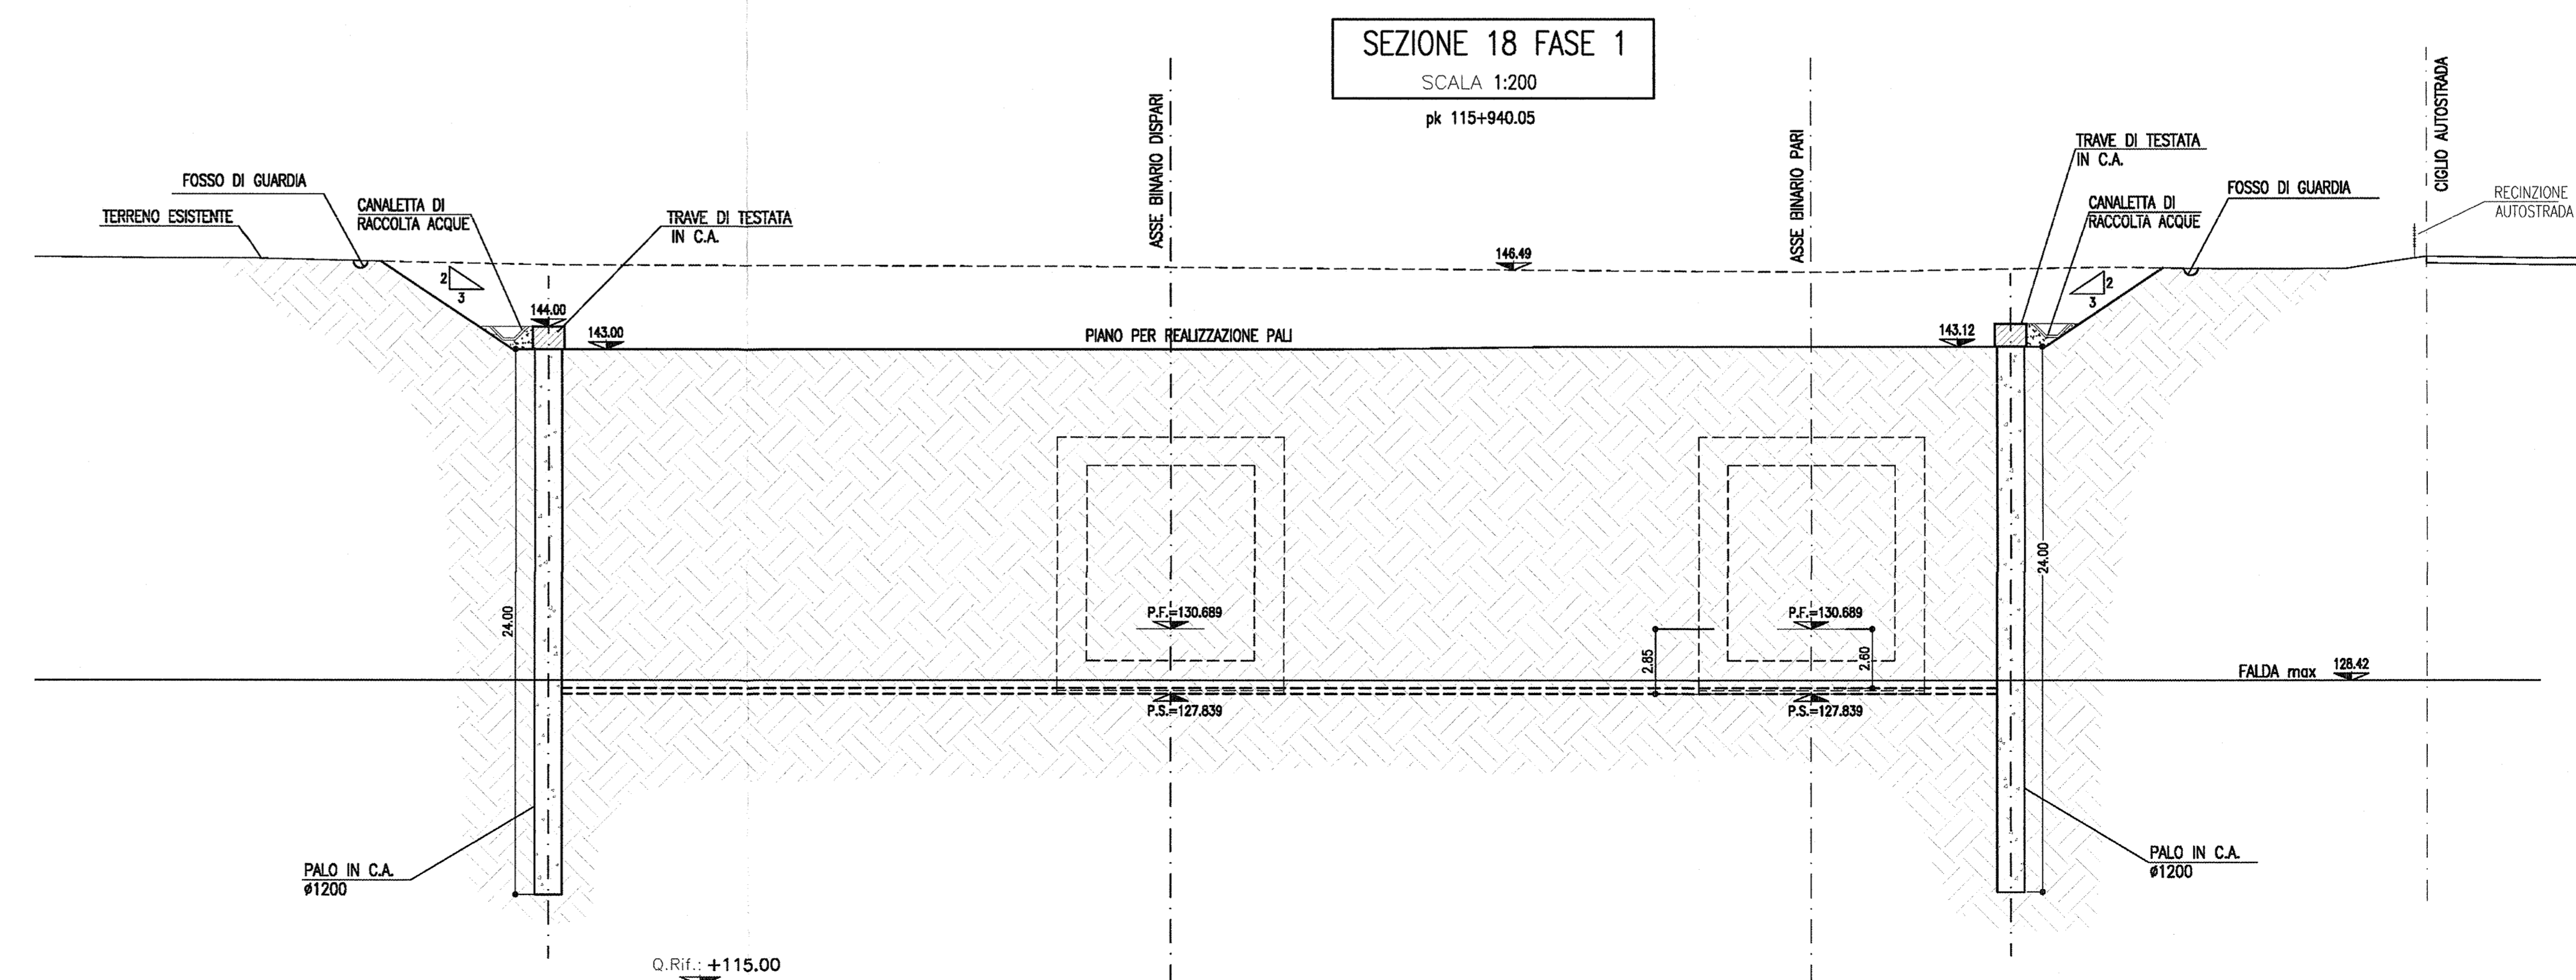 SEZIONE 18 FASE 1
SCALA 1:200
pk 115+940.05
ASSE BINARIO DISPARI
ASSE BINARIO PARI
CIGLIO AUTOSTRADA
RECINZIONE
AUTOSTRADA
TERRENO ESISTENTE
FOSSO DI GUARDIA
CANALETTA DI
RACCOLTA ACQUE
TRAVE DI TESTATA
IN C.A.
TRAVE DI TESTATA
IN C.A.
CANALETTA DI
RACCOLTA ACQUE
FOSSO DI GUARDIA
2
3
144.00
143.00
146.49
PIANO PER REALIZZAZIONE PALI
143.12
2
3
24.00
P.F.=130.689
P.S.=127.839
2.85
P.F.=130.689
2.60
P.S.=127.839
24.00
FALDA max
128.42
PALO IN C.A.
ø1200
PALO IN C.A.
ø1200
Q.Rif.: +115.00